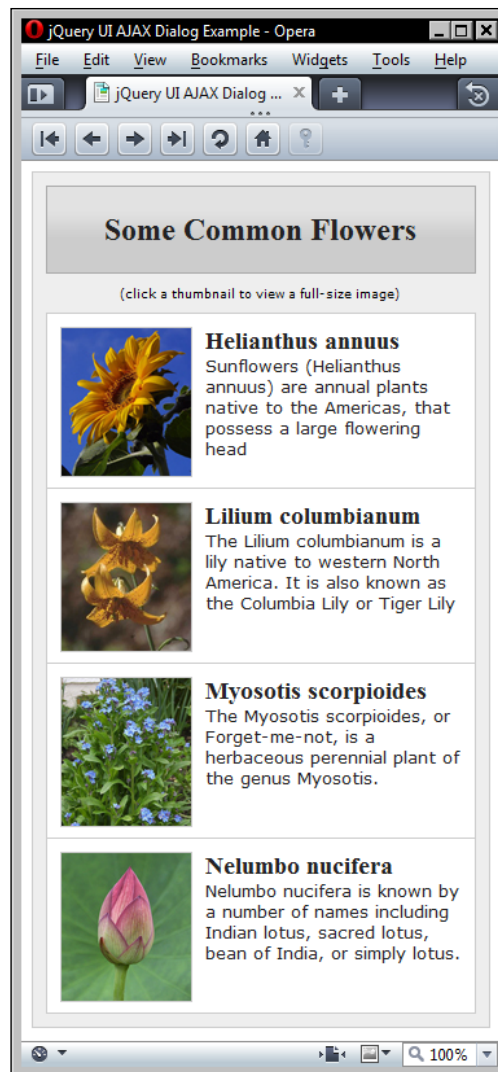 jQuery UI AJAX Dialog Example - Opera
File Edit View Bookmarks Widgets Tools Help
jQuery UI AJAX Dialog ...
Some Common Flowers
(click a thumbnail to view a full-size image)
Helianthus annuus
Sunflowers (Helianthus
annuus) are annual plants
native to the Americas, that
possess a large flowering
head
Lilium columbianum
The Lilium columbianum is a
lily native to western North
America. It is also known as
the Columbia Lily or Tiger Lily
Myosotis scorpioides
The Myosotis scorpioides, or
Forget-me-not, is a
herbaceous perennial plant of
the genus Myosotis.
Nelumbo nucifera
Nelumbo nucifera is known by
a number of names including
Indian lotus, sacred lotus,
bean of India, or simply lotus.
100%